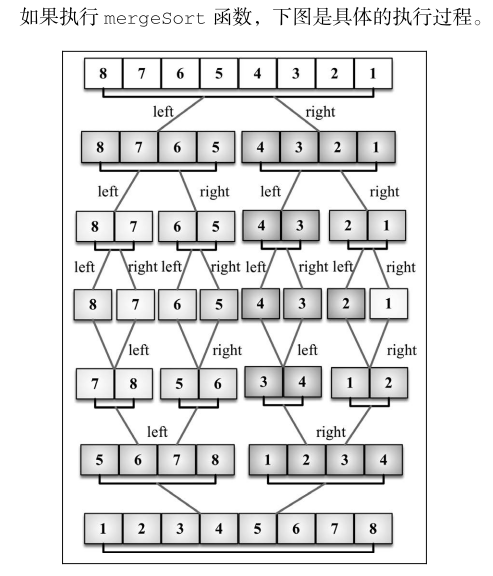 如果执行 mergeSort 函数，下图是具体的执行过程。
8 7 6 5 4 3 2 1
left right
8 7 6 5 4 3 2 1
left right left right
8 7 6 5 4 3 2 1
left right left right left right left right
8 7 6 5 4 3 2 1
left right left right
7 8 5 6 3 4 1 2
left right
5 6 7 8 1 2 3 4
1 2 3 4 5 6 7 8